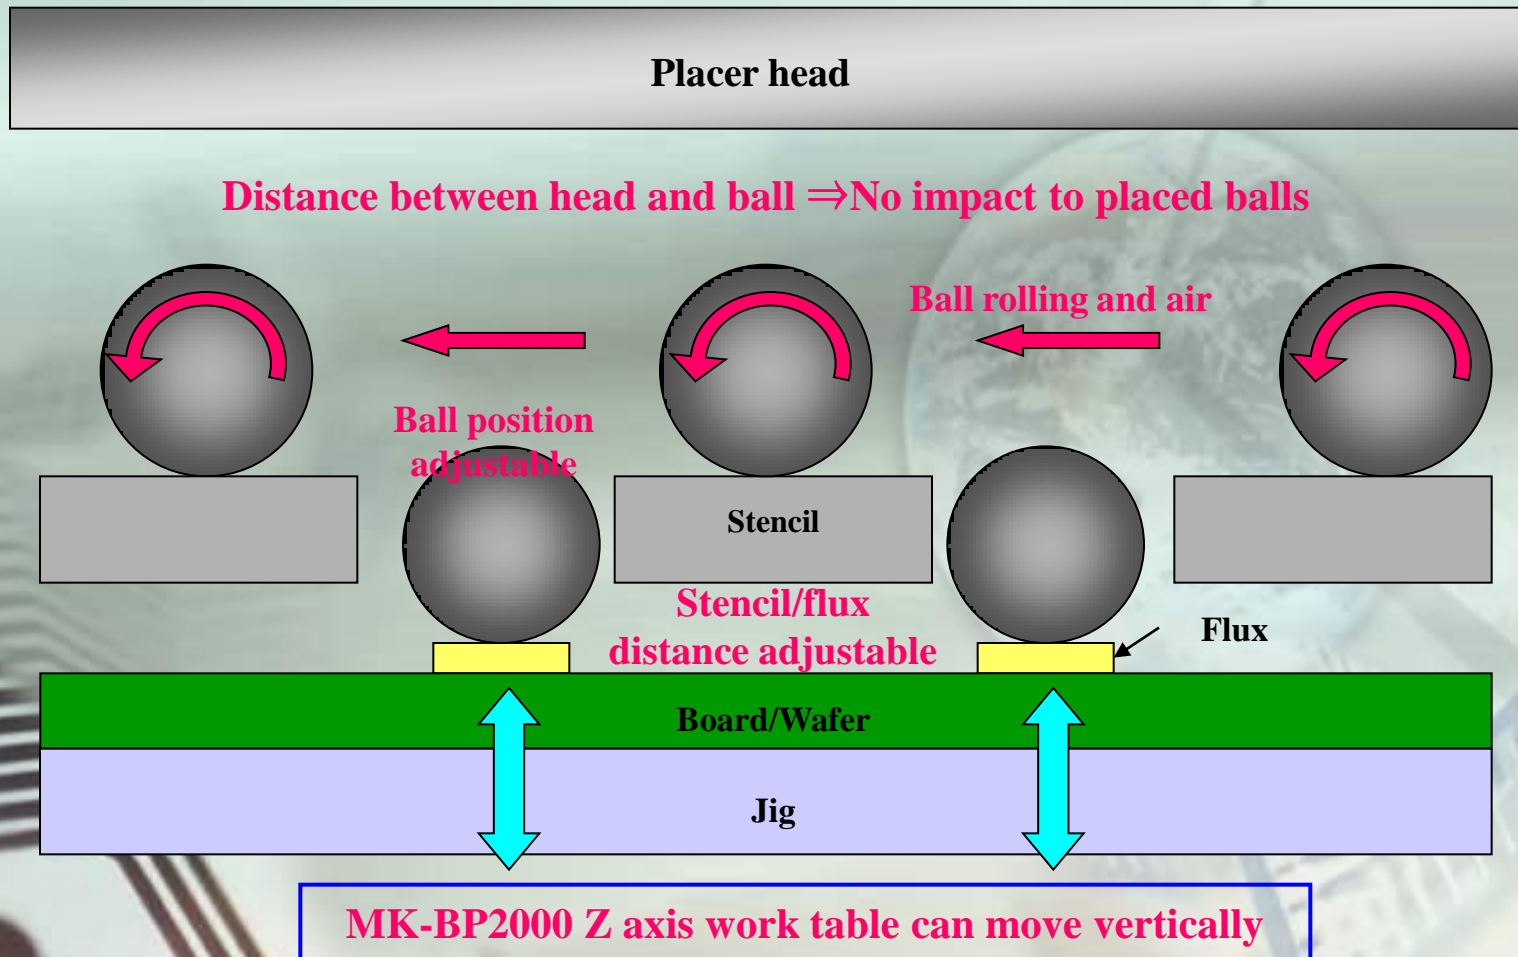 Placer head
Distance between head and ball ⇒No impact to placed balls
Ball rolling and air
Ball position
adjustable
Stencil
Stencil/flux
distance adjustable
Flux
Board/Wafer
Jig
MK-BP2000 Z axis work table can move vertically